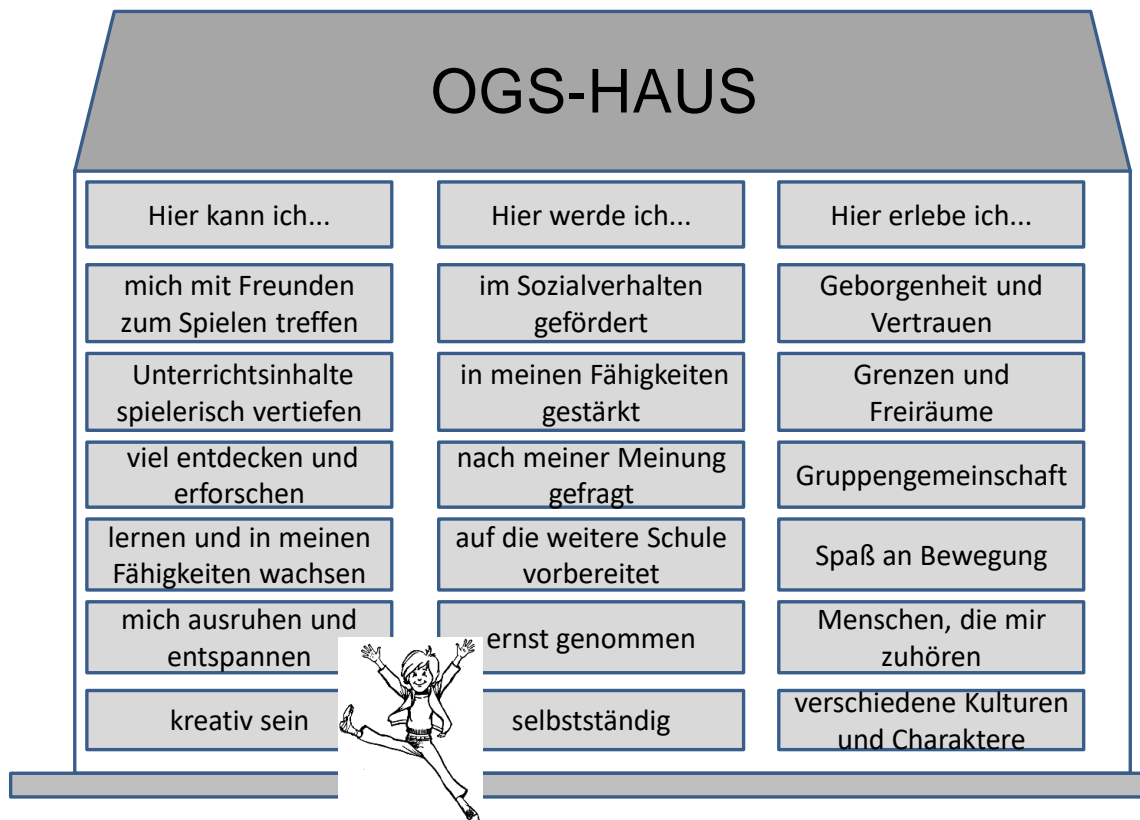 OGS-HAUS
Hier kann ich...
mich mit Freunden
zum Spielen treffen
Unterrichtsinhalte
spielerisch vertiefen
viel entdecken und
erforschen
lernen und in meinen
Fähigkeiten wachsen
mich ausruhen und
entspannen
kreativ sein
Hier werde ich...
im Sozialverhalten
gefördert
in meinen Fähigkeiten
gestärkt
nach meiner Meinung
gefragt
auf die weitere Schule
vorbereitet
ernst genommen
selbstständig
Hier erlebe ich...
Geborgenheit und
Vertrauen
Grenzen und
Freiräume
Gruppengemeinschaft
Spaß an Bewegung
Menschen, die mir
zuhören
verschiedene Kulturen
und Charaktere